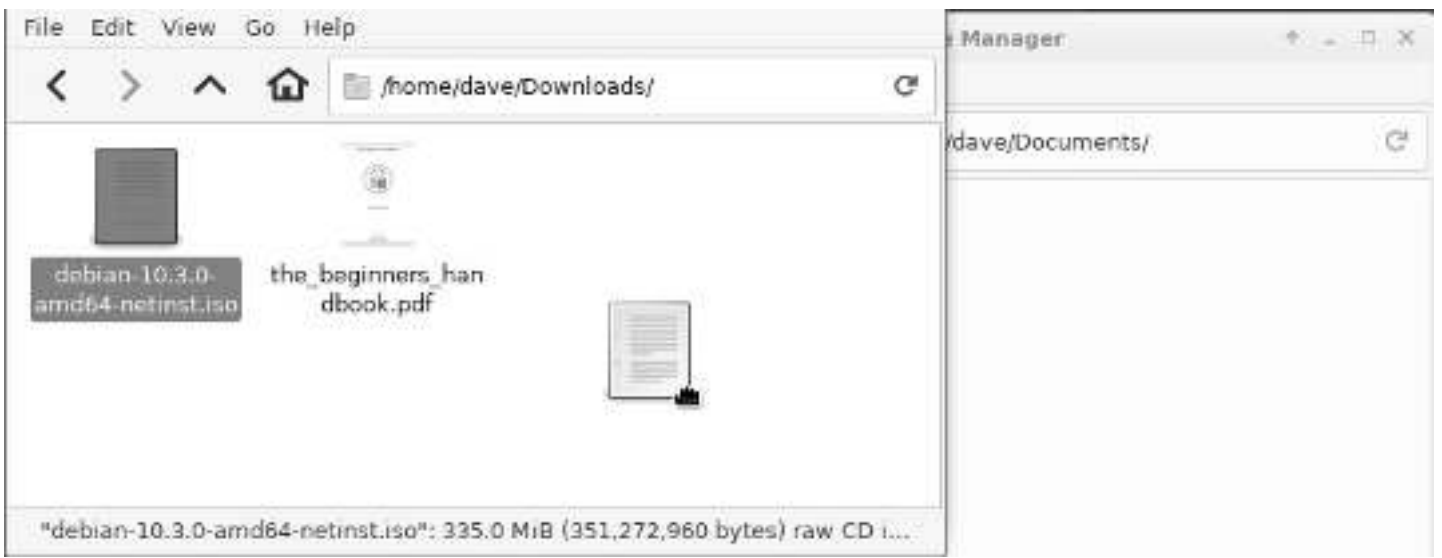 File Edit View Go Help
Manager
/home/dave/Downloads/
/dave/Documents/
debian-10.3.0-
amd64-netinst.iso
the_beginners_han
dbook.pdf
"debian-10.3.0-amd64-netinst.iso": 335.0 MiB (351,272,960 bytes) raw CD i...